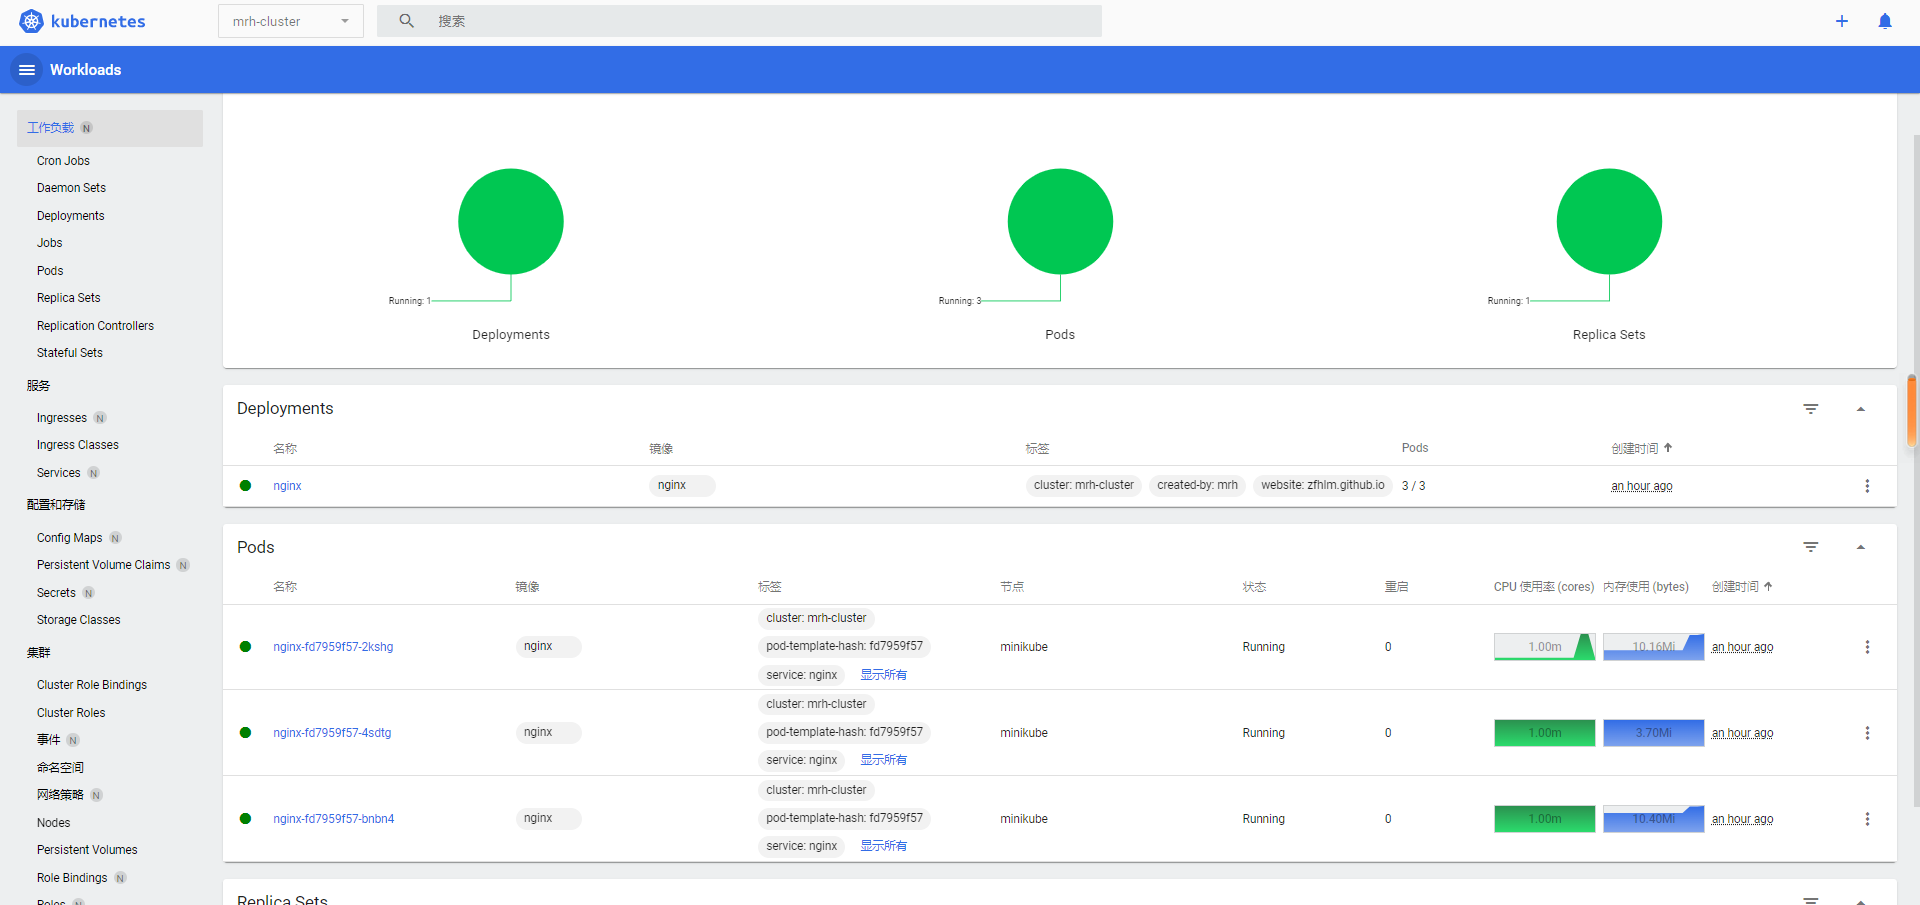 kubernetes
mrh-cluster
搜索
Workloads
工作负载 N
Cron Jobs
Daemon Sets
Deployments
Jobs
Pods
Replica Sets
Replication Controllers
Stateful Sets
服务
Ingresses N
Ingress Classes
Services N
配置和存储
Config Maps N
Persistent Volume Claims N
Secrets N
Storage Classes
集群
Cluster Role Bindings
Cluster Roles
事件 N
命名空间
网络策略 N
Nodes
Persistent Volumes
Role Bindings N
Roles N
Running: 1
Deployments
Running: 3
Pods
Running: 1
Replica Sets
Deployments
名称 镜像 标签 Pods 创建时间
nginx nginx cluster: mrh-cluster created-by: mrh website: zfhlm.github.io 3 / 3 an hour ago
Pods
名称 镜像 标签 节点 状态 重启 CPU 使用率 (cores) 内存使用 (bytes) 创建时间
cluster: mrh-cluster
nginx-fd7959f57-2kshg nginx pod-template-hash: fd7959f57 minikube Running 0 1.00m 10.16Mi an hour ago
service: nginx 显示所有
cluster: mrh-cluster
nginx-fd7959f57-4sdtg nginx pod-template-hash: fd7959f57 minikube Running 0 1.00m 3.70Mi an hour ago
service: nginx 显示所有
cluster: mrh-cluster
nginx-fd7959f57-bnbn4 nginx pod-template-hash: fd7959f57 minikube Running 0 1.00m 10.40Mi an hour ago
service: nginx 显示所有
Replica Sets